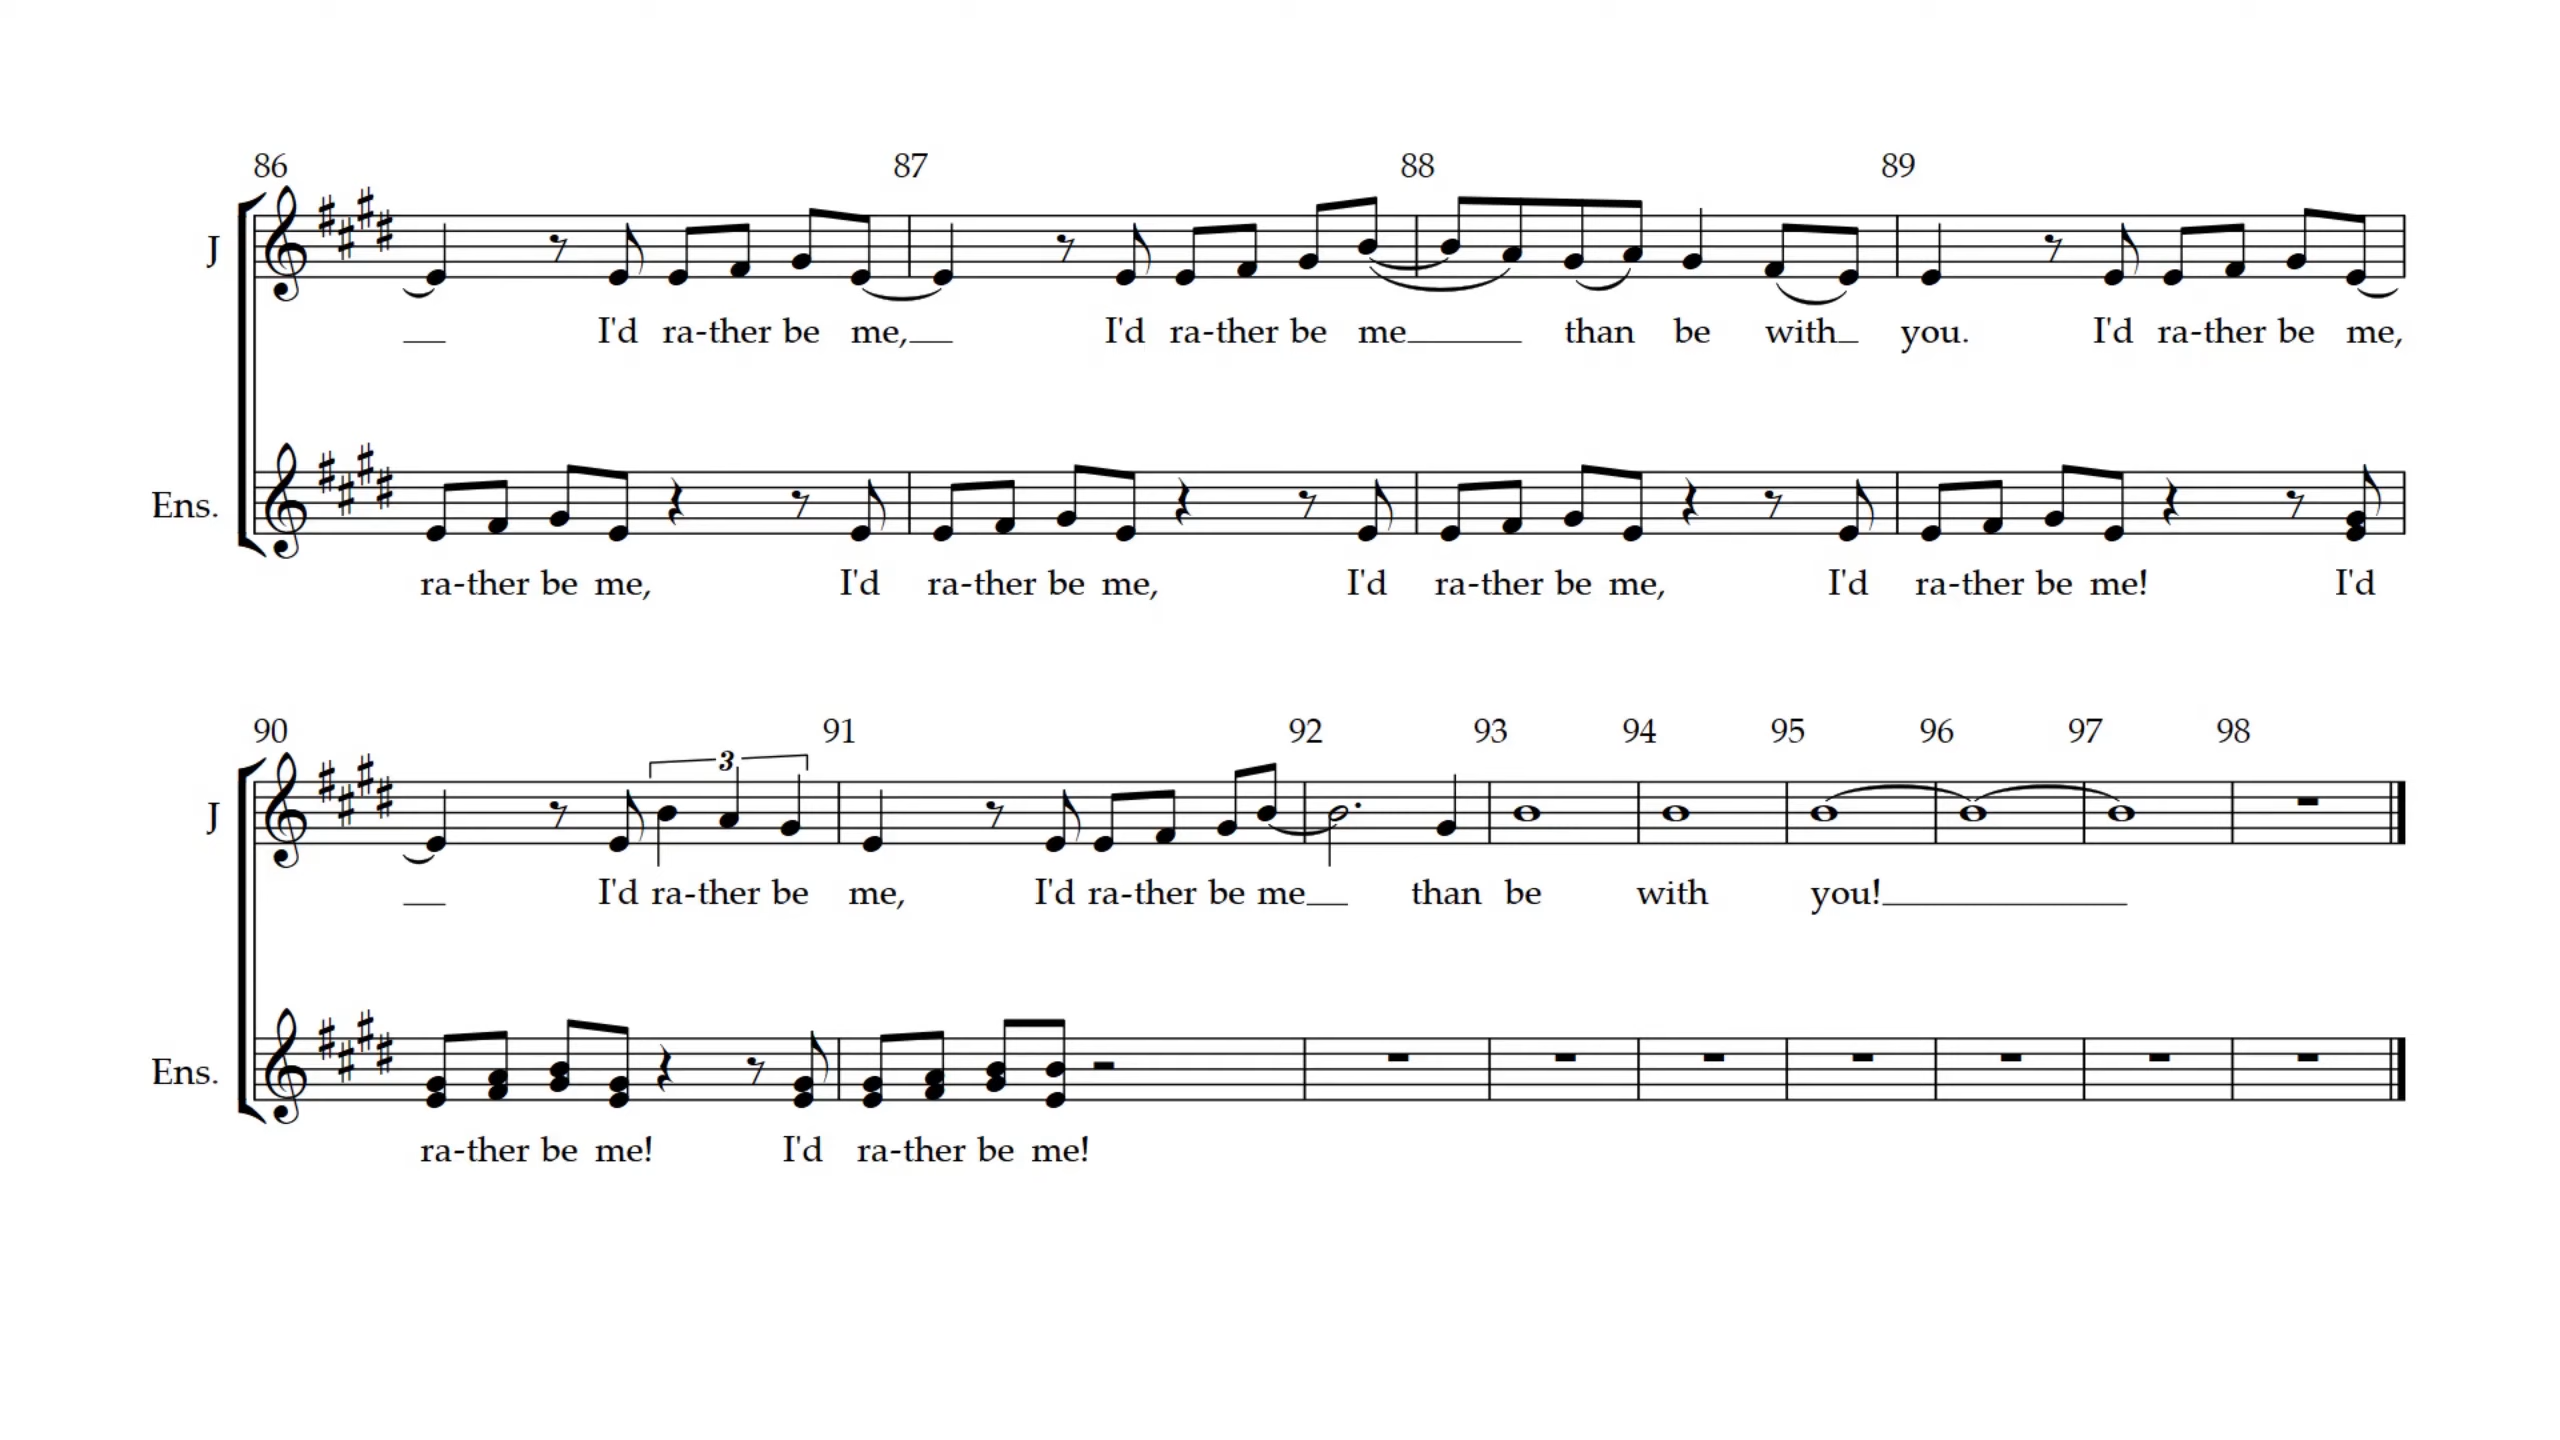 86 87 88 89
J
I'd ra-ther be me, I'd ra-ther be me than be with you. I'd ra-ther be me,
Ens.
ra-ther be me, I'd ra-ther be me, I'd ra-ther be me, I'd ra-ther be me! I'd
90 91 92 93 94 95 96 97 98
3
J
I'd ra-ther be me, I'd ra-ther be me than be with you!
Ens.
ra-ther be me! I'd ra-ther be me!